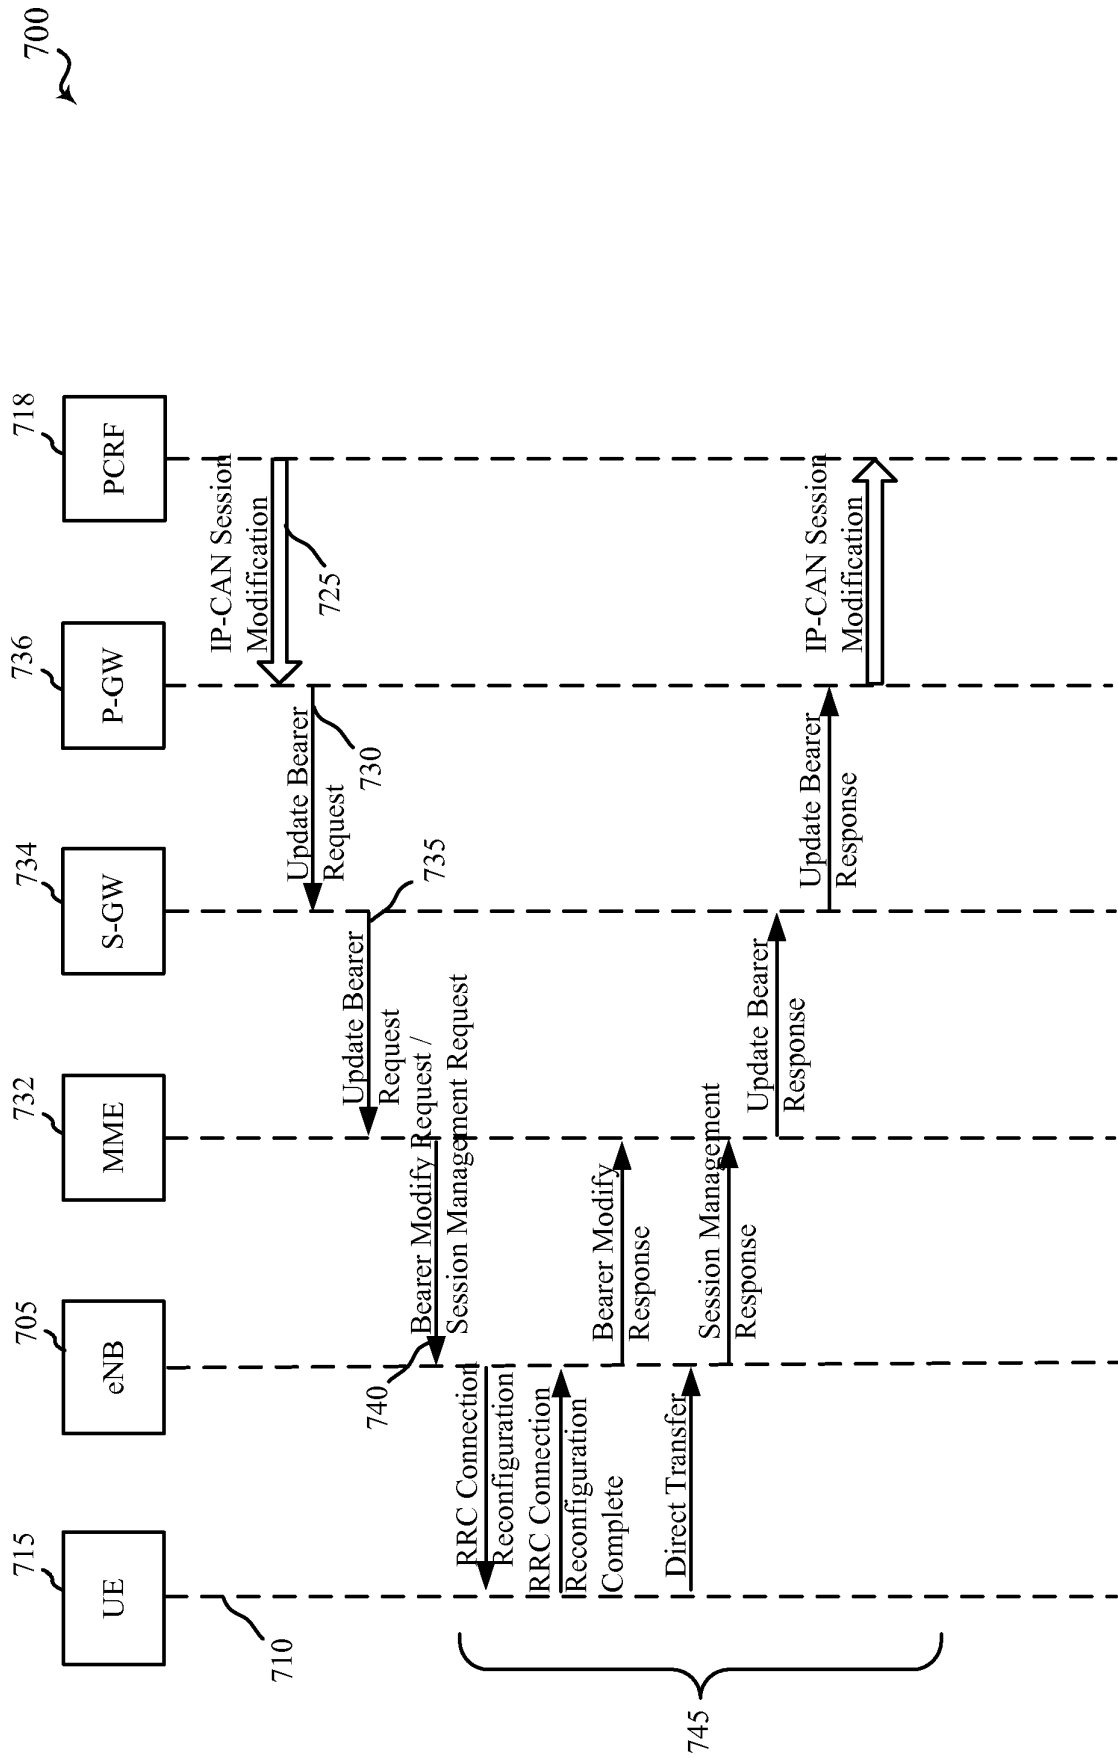 700
715
705
732
734
736
718
UE
eNB
MME
S-GW
P-GW
PCRF
710
IP-CAN Session
Modification
725
Update Bearer
Request
730
Update Bearer
Request
735
Bearer Modify Request /
Session Management Request
740
RRC Connection
Reconfiguration
RRC Connection
Reconfiguration
Complete
Bearer Modify
Response
Direct Transfer
Session Management
Response
745
Update Bearer
Response
Update Bearer
Response
IP-CAN Session
Modification